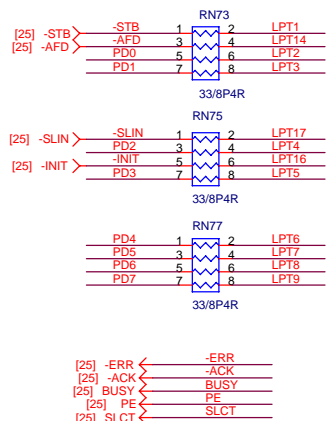 RN73
[25] -STB -STB 1 2 LPT1
[25] -AFD -AFD 3 4 LPT14
PD0 5 6 LPT2
PD1 7 8 LPT3
33/8P4R
RN75
[25] -SLIN -SLIN 1 2 LPT17
PD2 3 4 LPT4
[25] -INIT -INIT 5 6 LPT16
PD3 7 8 LPT5
33/8P4R
RN77
PD4 1 2 LPT6
PD5 3 4 LPT7
PD6 5 6 LPT8
PD7 7 8 LPT9
33/8P4R
[25] -ERR -ERR
[25] -ACK -ACK
[25] BUSY BUSY
[25] PE PE
[25] SLCT SLCT